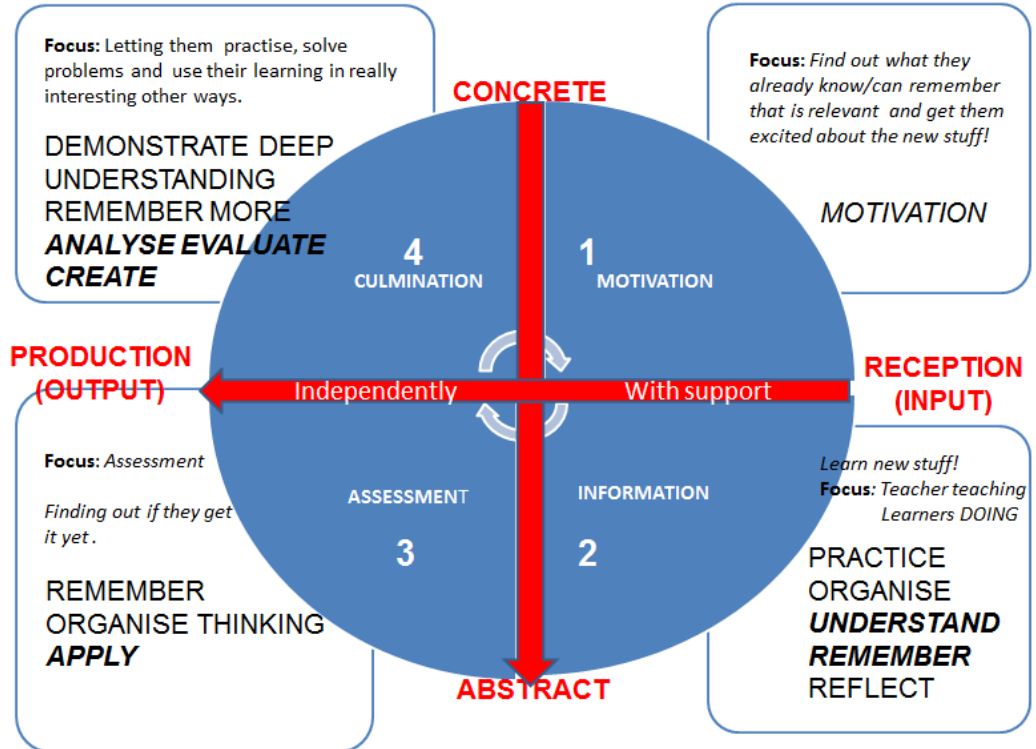 Focus: Letting them practise, solve
problems and use their learning in really
interesting other ways.
DEMONSTRATE DEEP
UNDERSTANDING
REMEMBER MORE
ANALYSE EVALUATE
CREATE
CONCRETE
Focus: Find out what they
already know/can remember
that is relevant and get them
excited about the new stuff!
MOTIVATION
4
CULMINATION
1
MOTIVATION
PRODUCTION
(OUTPUT)
Independently
With support
RECEPTION
(INPUT)
Focus: Assessment
Finding out if they get
it yet .
REMEMBER
ORGANISE THINKING
APPLY
ASSESSMENT
3
INFORMATION
2
Learn new stuff!
Focus: Teacher teaching
Learners DOING
PRACTICE
ORGANISE
UNDERSTAND
REMEMBER
REFLECT
ABSTRACT